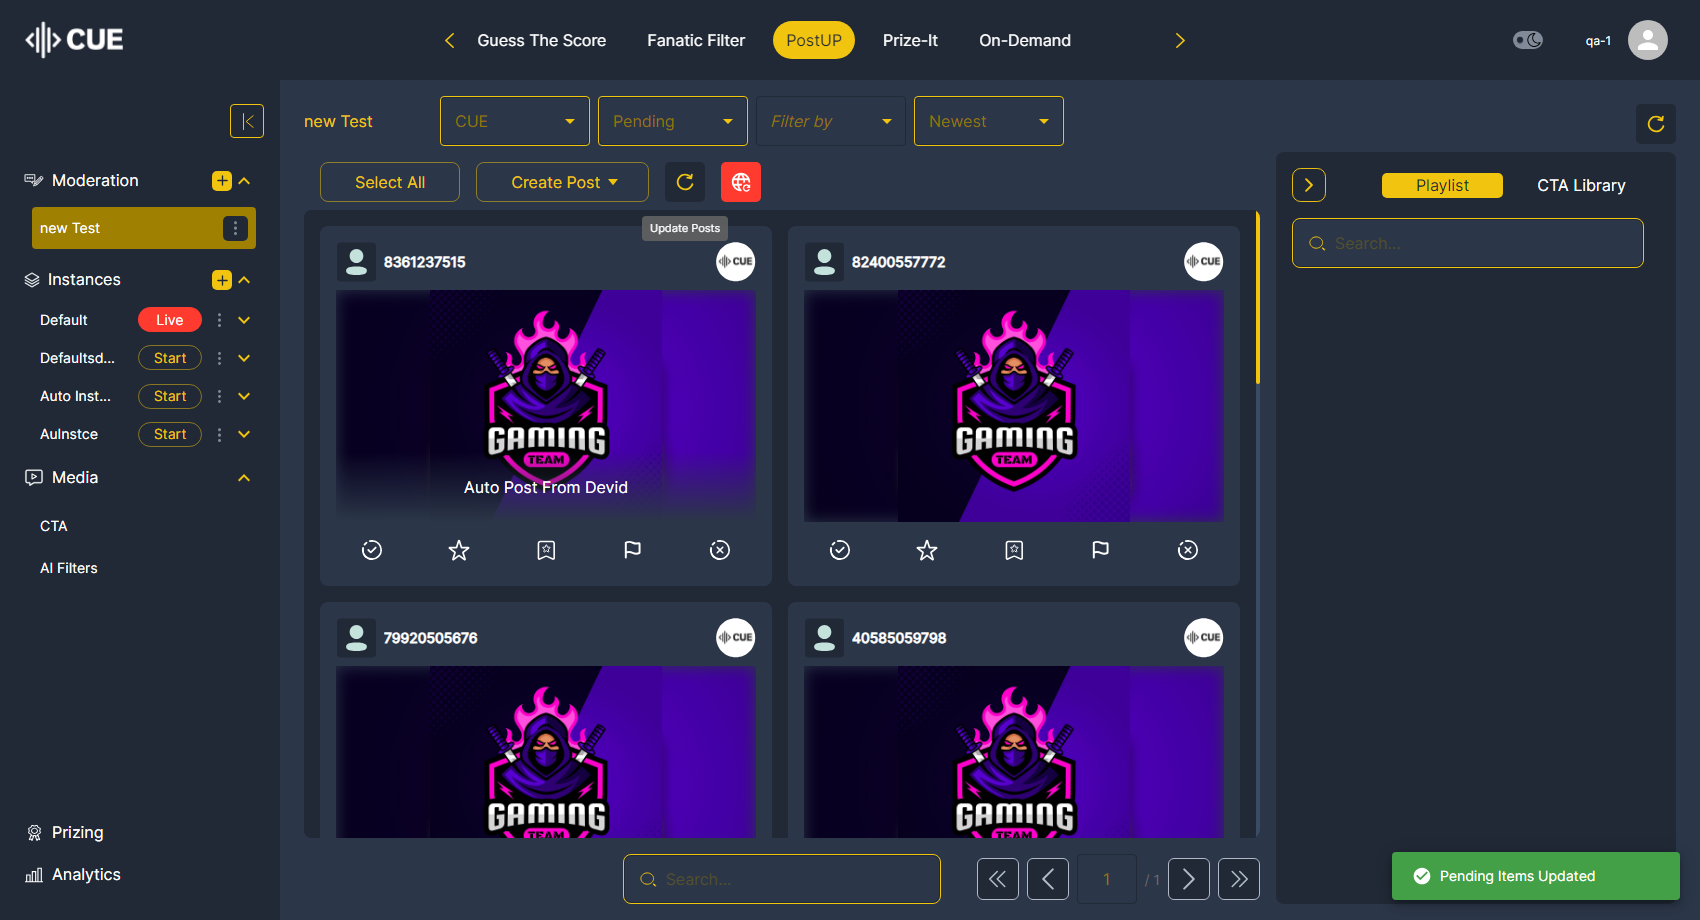 CUE
Guess The Score
Fanatic Filter
PostUP
Prize-It
On-Demand
qa-1
new Test
CUE
Pending
Filter by
Newest
Select All
Create Post
Update Posts
Moderation
new Test
Instances
Default
Live
Defaultsd...
Start
Auto Inst...
Start
AuInstce
Start
Media
CTA
AI Filters
Prizing
Analytics
8361237515
CUE
GAMING
TEAM
Auto Post From Devid
82400557772
CUE
GAMING
TEAM
79920505676
CUE
GAMING
TEAM
40585059798
CUE
GAMING
TEAM
Search...
1
/ 1
Playlist
CTA Library
Search...
Pending Items Updated